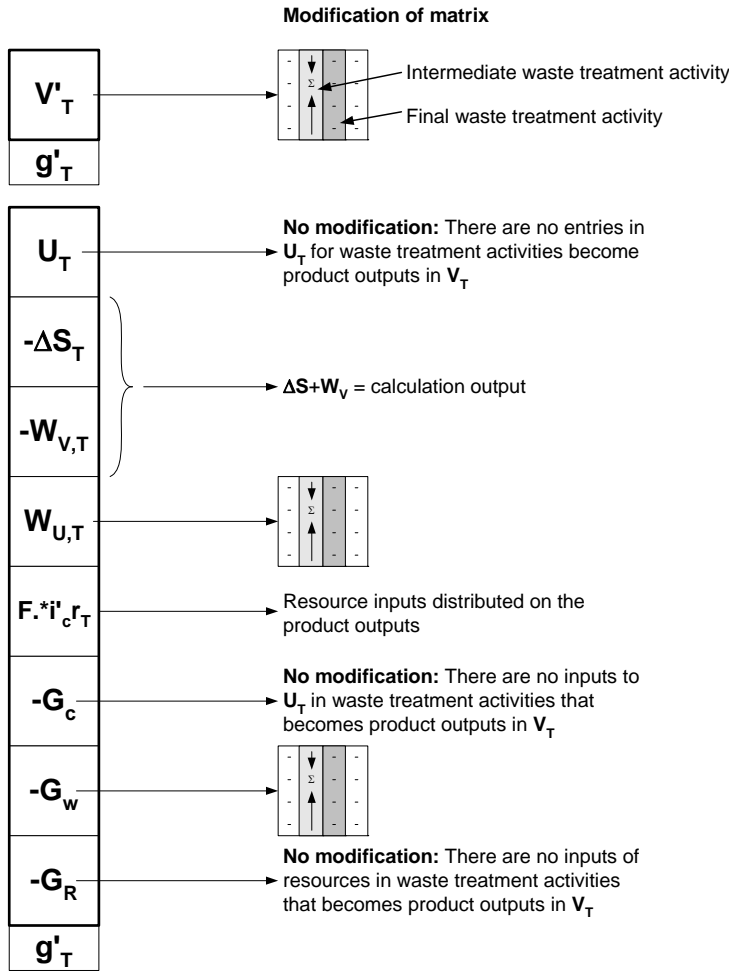 Modification of matrix
V'T
- Σ - -
- - -
- - -
- - -
Intermediate waste treatment activity
Final waste treatment activity
g'T
UT
No modification: There are no entries in
UT for waste treatment activities become
product outputs in VT
-ΔST
ΔS+WV = calculation output
-WV,T
WU,T
- - -
- Σ - -
- - -
- - -
F.*i'crT
Resource inputs distributed on the
product outputs
-Gc
No modification: There are no inputs to
UT in waste treatment activities that
becomes product outputs in VT
-Gw
- - -
- Σ - -
- - -
- - -
-GR
No modification: There are no inputs of
resources in waste treatment activities
that becomes product outputs in VT
g'T